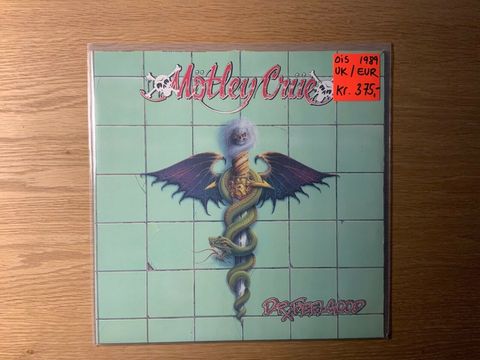 Mötley Crüe
OIS 1989
UK / EUR
Kr. 375,-
DR. FEELGOOD